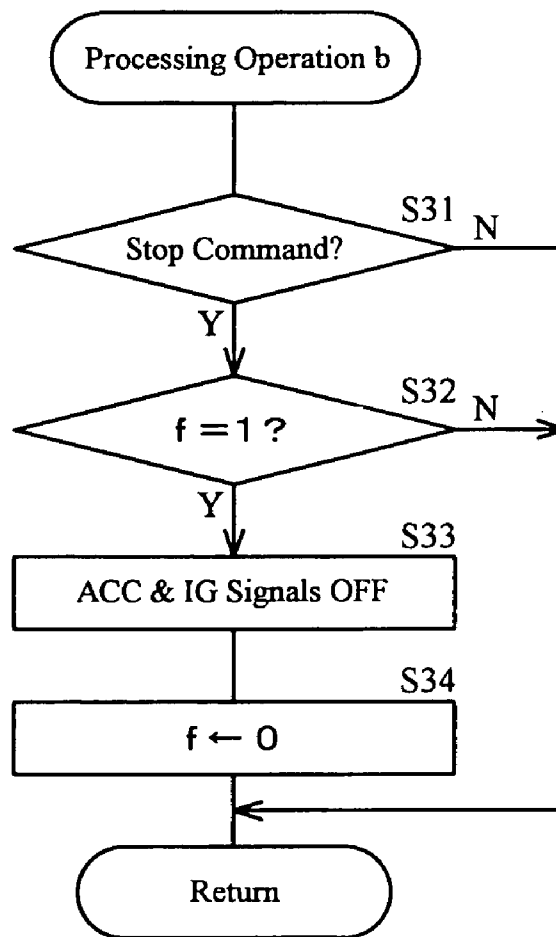 Processing Operation b
S31
Stop Command?
N
Y
S32
f = 1 ?
N
Y
S33
ACC & IG Signals OFF
S34
f ← 0
Return